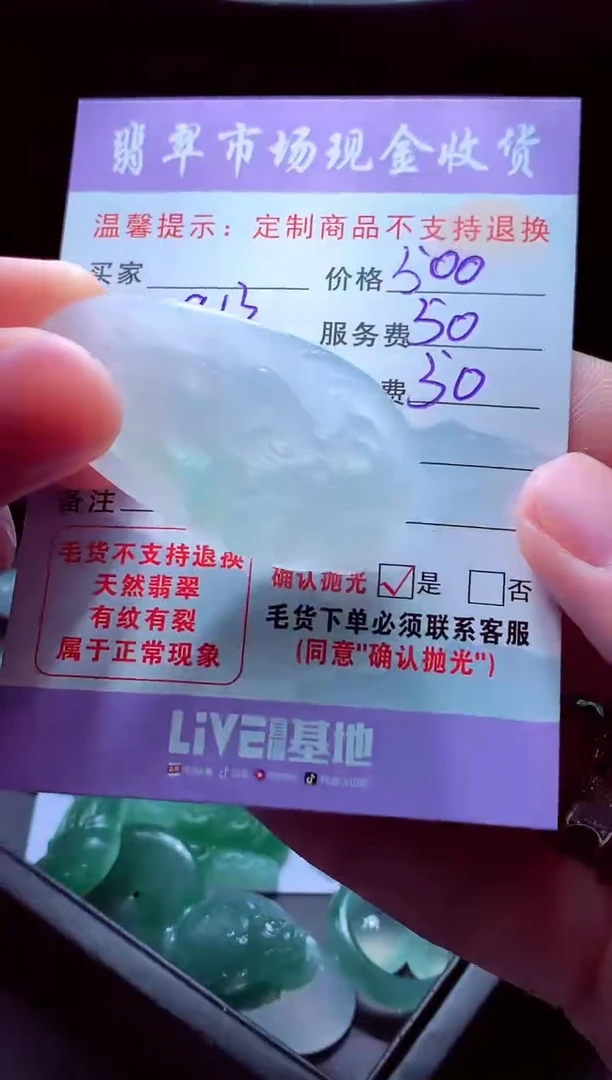 翡翠市场现金收货
温馨提示：定制商品不支持退换
买家
价格500
服务费50
费50
备注
毛货不支持退换
天然翡翠
有纹有裂
属于正常现象
确认抛光 ☑是 □否
毛货下单必须联系客服
(同意"确认抛光")
LiVE 基地